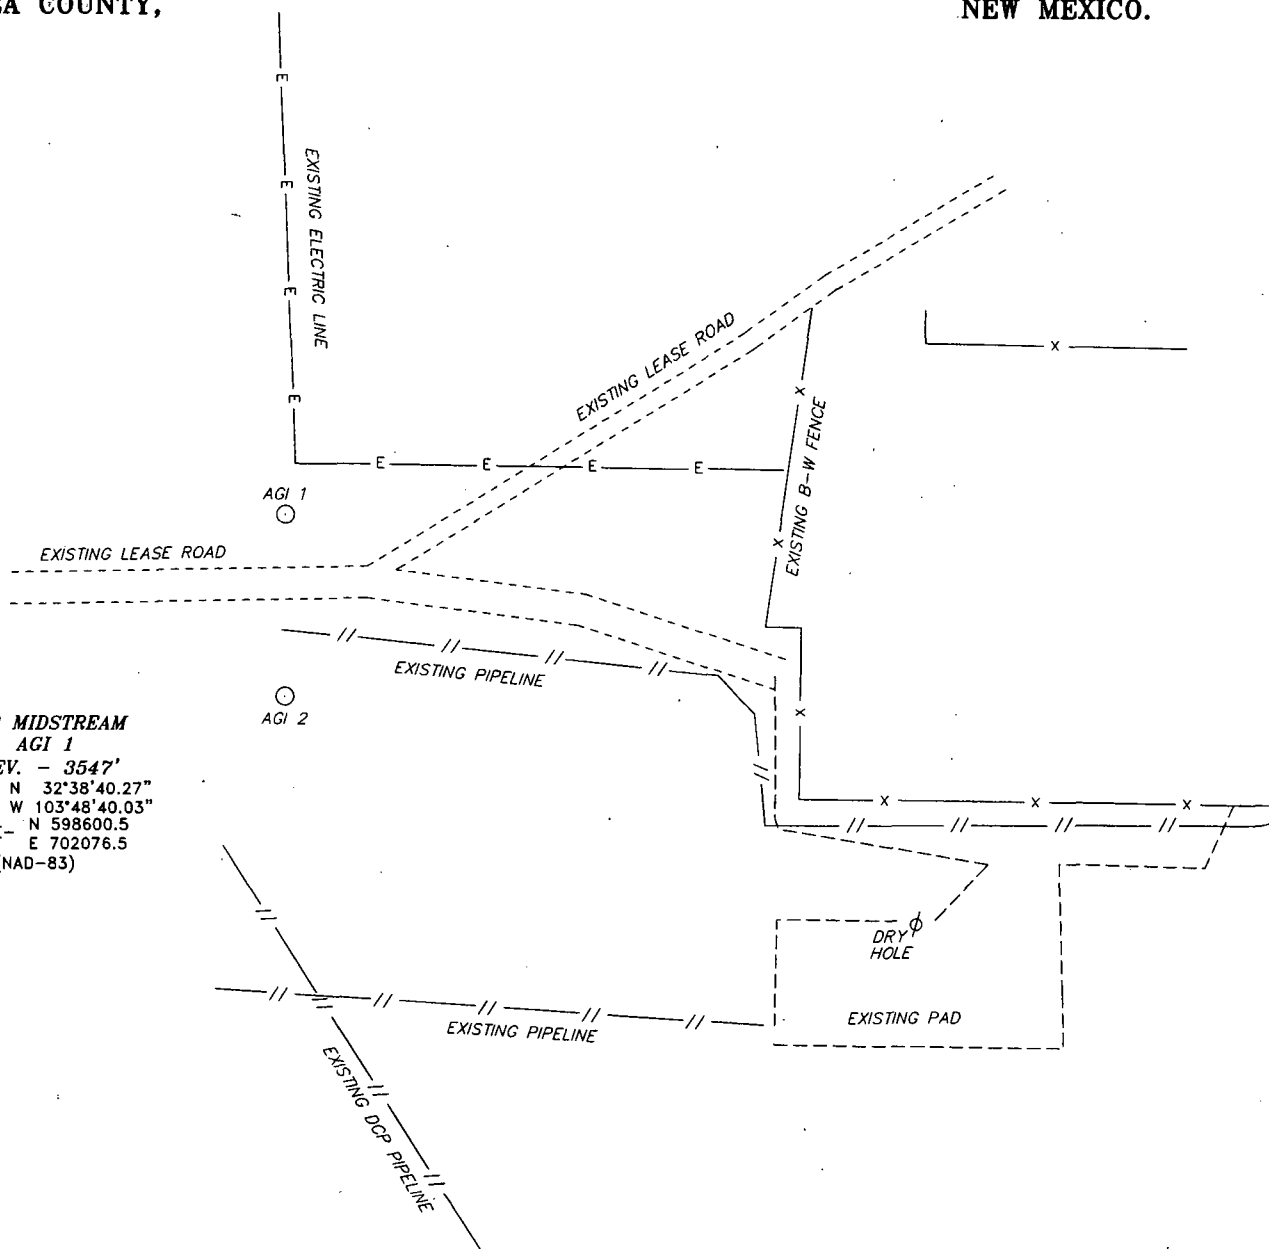 COUNTY,
NEW MEXICO.
E
E
EXISTING ELECTRIC LINE
E
E
EXISTING LEASE ROAD
X
X
EXISTING B-W FENCE
E
E
E
E
AGI 1
X
EXISTING LEASE ROAD
EXISTING PIPELINE
AGI 2
X
MIDSTREAM
AGI 1
EV. - 3547'
N 32°38'40.27"
W 103°48'40.03"
N 598600.5
E 702076.5
(NAD-83)
X
X
X
DRY
HOLE
EXISTING PAD
EXISTING PIPELINE
EXISTING DCP PIPELINE